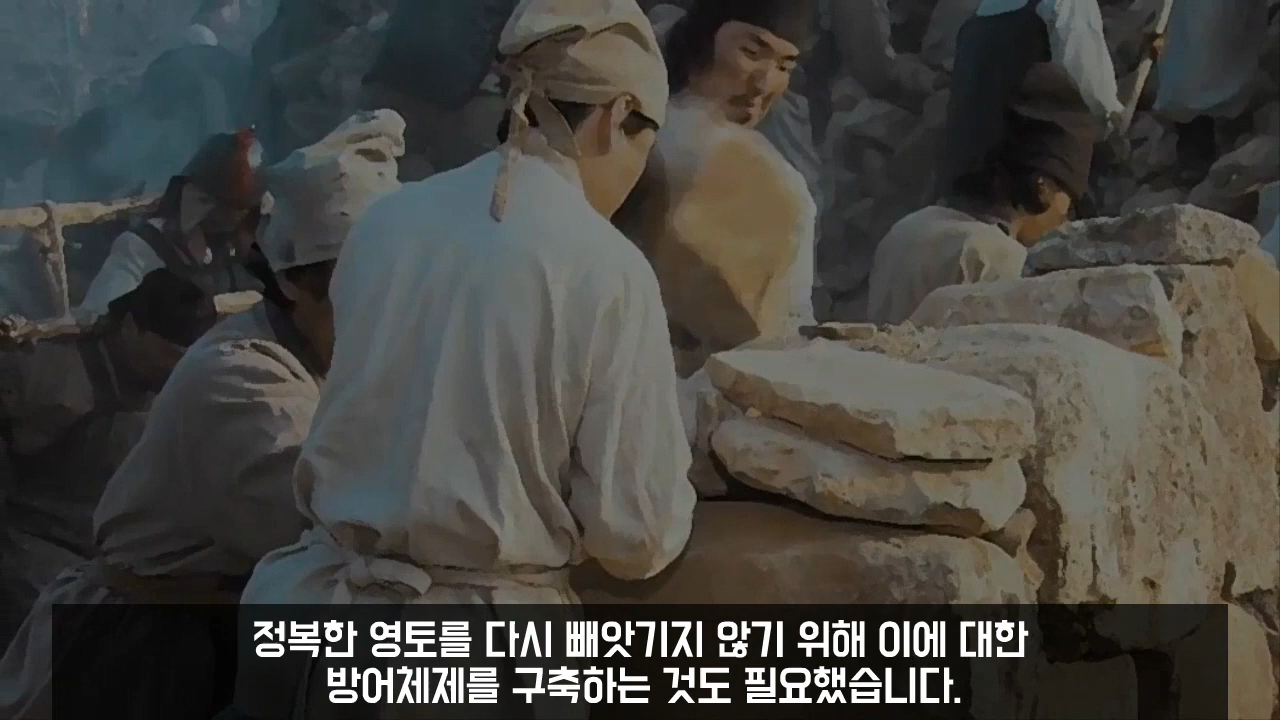 정복한 영토를 다시 빼앗기지 않기 위해 이에 대한
방어체제를 구축하는 것도 필요했습니다.